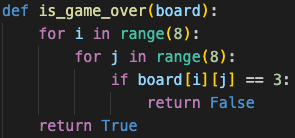 def is_game_over(board):
    for i in range(8):
        for j in range(8):
            if board[i][j] == 3:
                return False
    return True